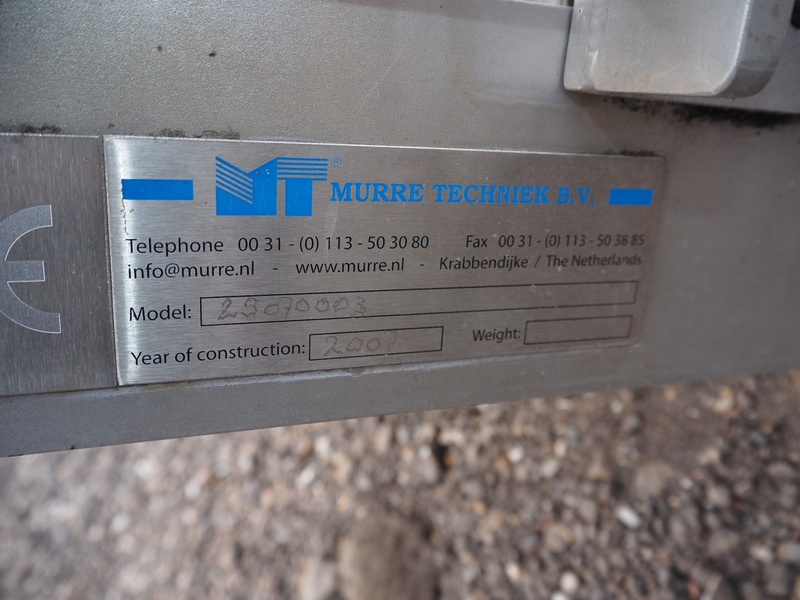 MT® MURRE TECHNIEK B.V.
Telephone 00 31 - (0) 113 - 50 30 80 Fax 00 31 - (0) 113 - 50 38 85
info@murre.nl - www.murre.nl - Krabbendijke / The Netherlands
Model: 29070003
Year of construction: Weight: